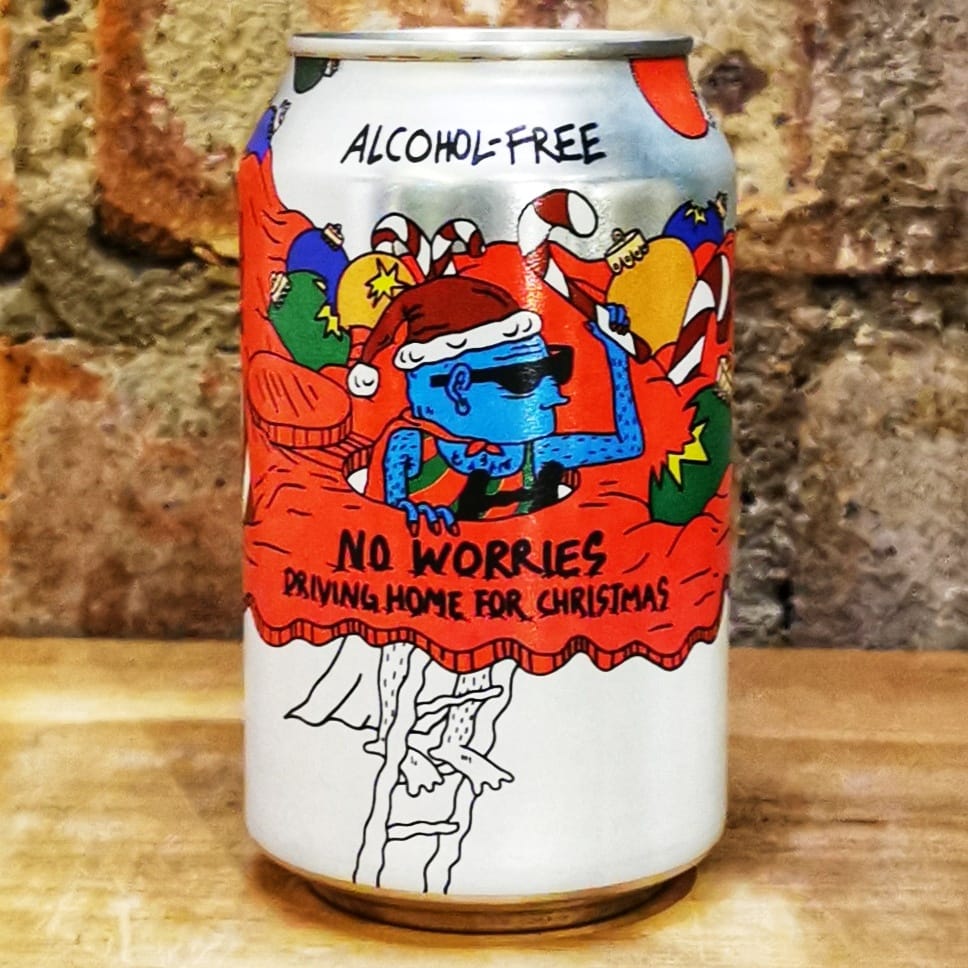 ALCOHOL-FREE
NO WORRIES
DRIVING HOME FOR CHRISTMAS